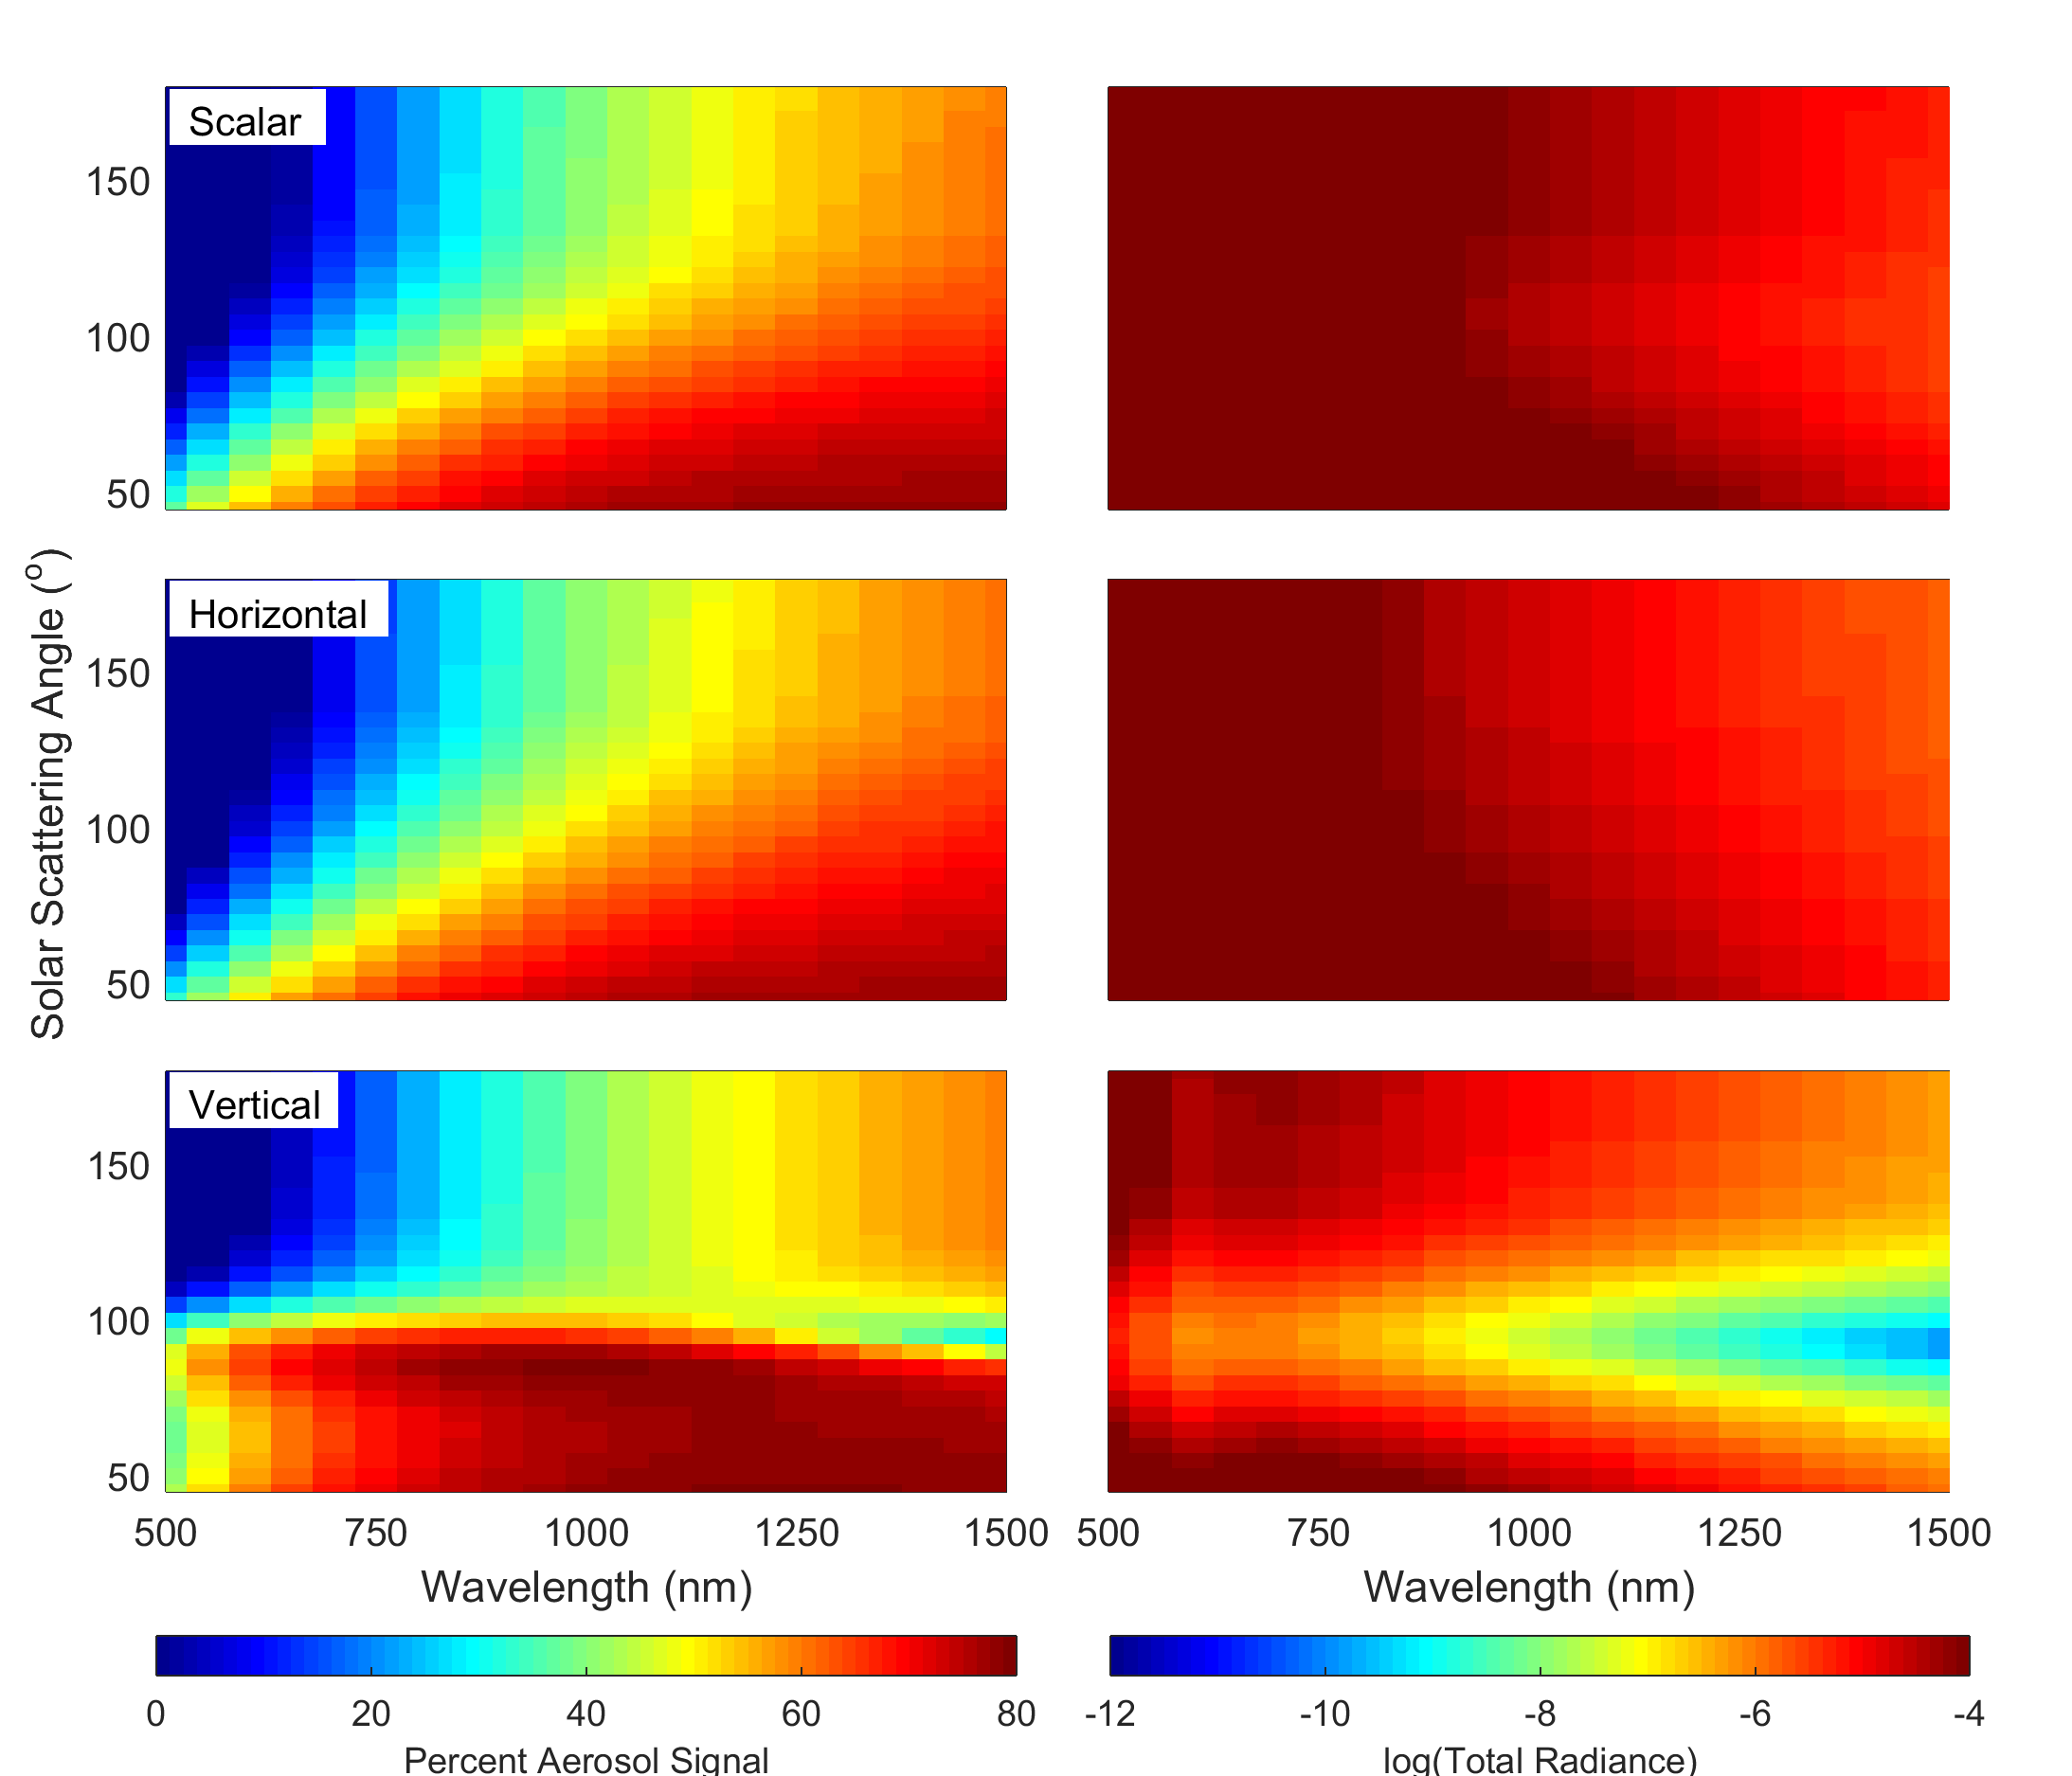 Scalar
150
100
50
Horizontal
150
100
50
Solar Scattering Angle (o)
Vertical
150
100
50
500 750 1000 1250 1500 500 750 1000 1250 1500
Wavelength (nm) Wavelength (nm)
0 20 40 60 80 -12 -10 -8 -6 -4
Percent Aerosol Signal log(Total Radiance)